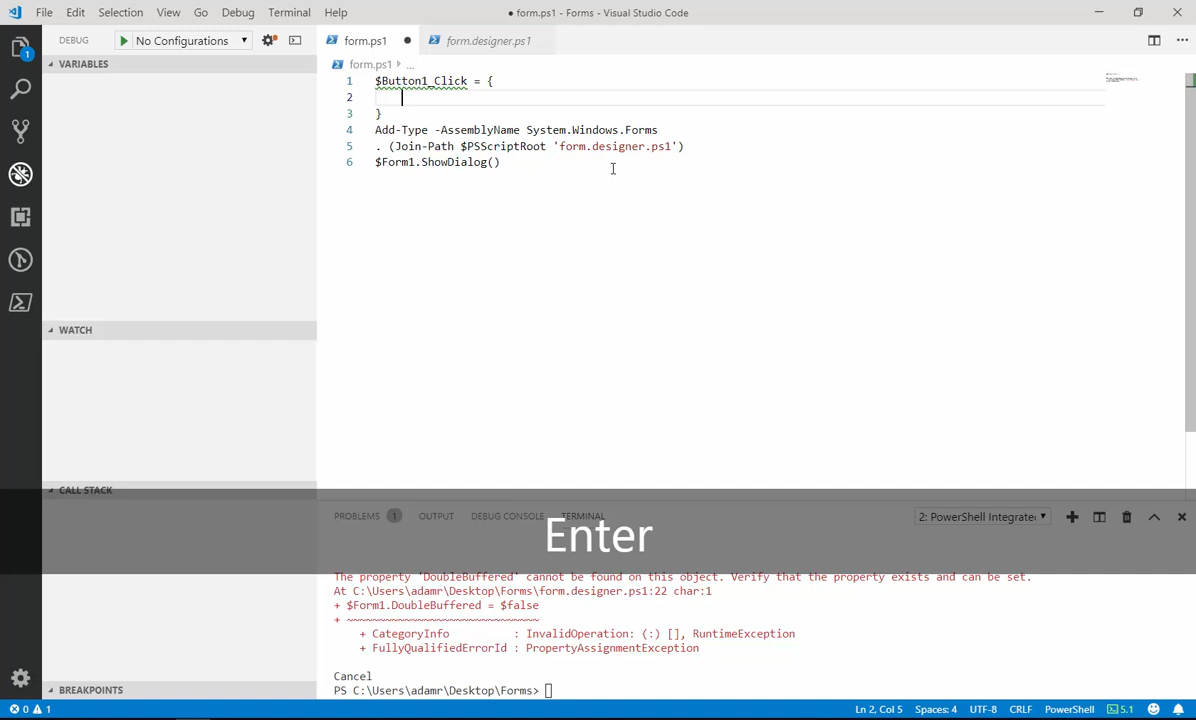 File Edit Selection View Go Debug Terminal Help
● form.ps1 - Forms - Visual Studio Code
DEBUG No Configurations
form.ps1 ● form.designer.ps1
VARIABLES
form.ps1 › ...
1 $Button1_Click = {
2
3 }
4 Add-Type -AssemblyName System.Windows.Forms
5 . (Join-Path $PSScriptRoot 'form.designer.ps1')
6 $Form1.ShowDialog()
WATCH
CALL STACK
Enter
PROBLEMS 1 OUTPUT DEBUG CONSOLE TERMINAL 2: PowerShell Integrate
The property 'DoubleBuffered' cannot be found on this object. Verify that the property exists and can be set.
At C:\Users\adamr\Desktop\Forms\form.designer.ps1:22 char:1
+ $Form1.DoubleBuffered = $false
+ ~~~~~~~~~~~~~~~~~~~~~~~~~~~~~~
+ CategoryInfo : InvalidOperation: (:) [], RuntimeException
+ FullyQualifiedErrorId : PropertyAssignmentException
Cancel
PS C:\Users\adamr\Desktop\Forms>
BREAKPOINTS
0 1 Ln 2, Col 5 Spaces: 4 UTF-8 CRLF PowerShell 5.1
1